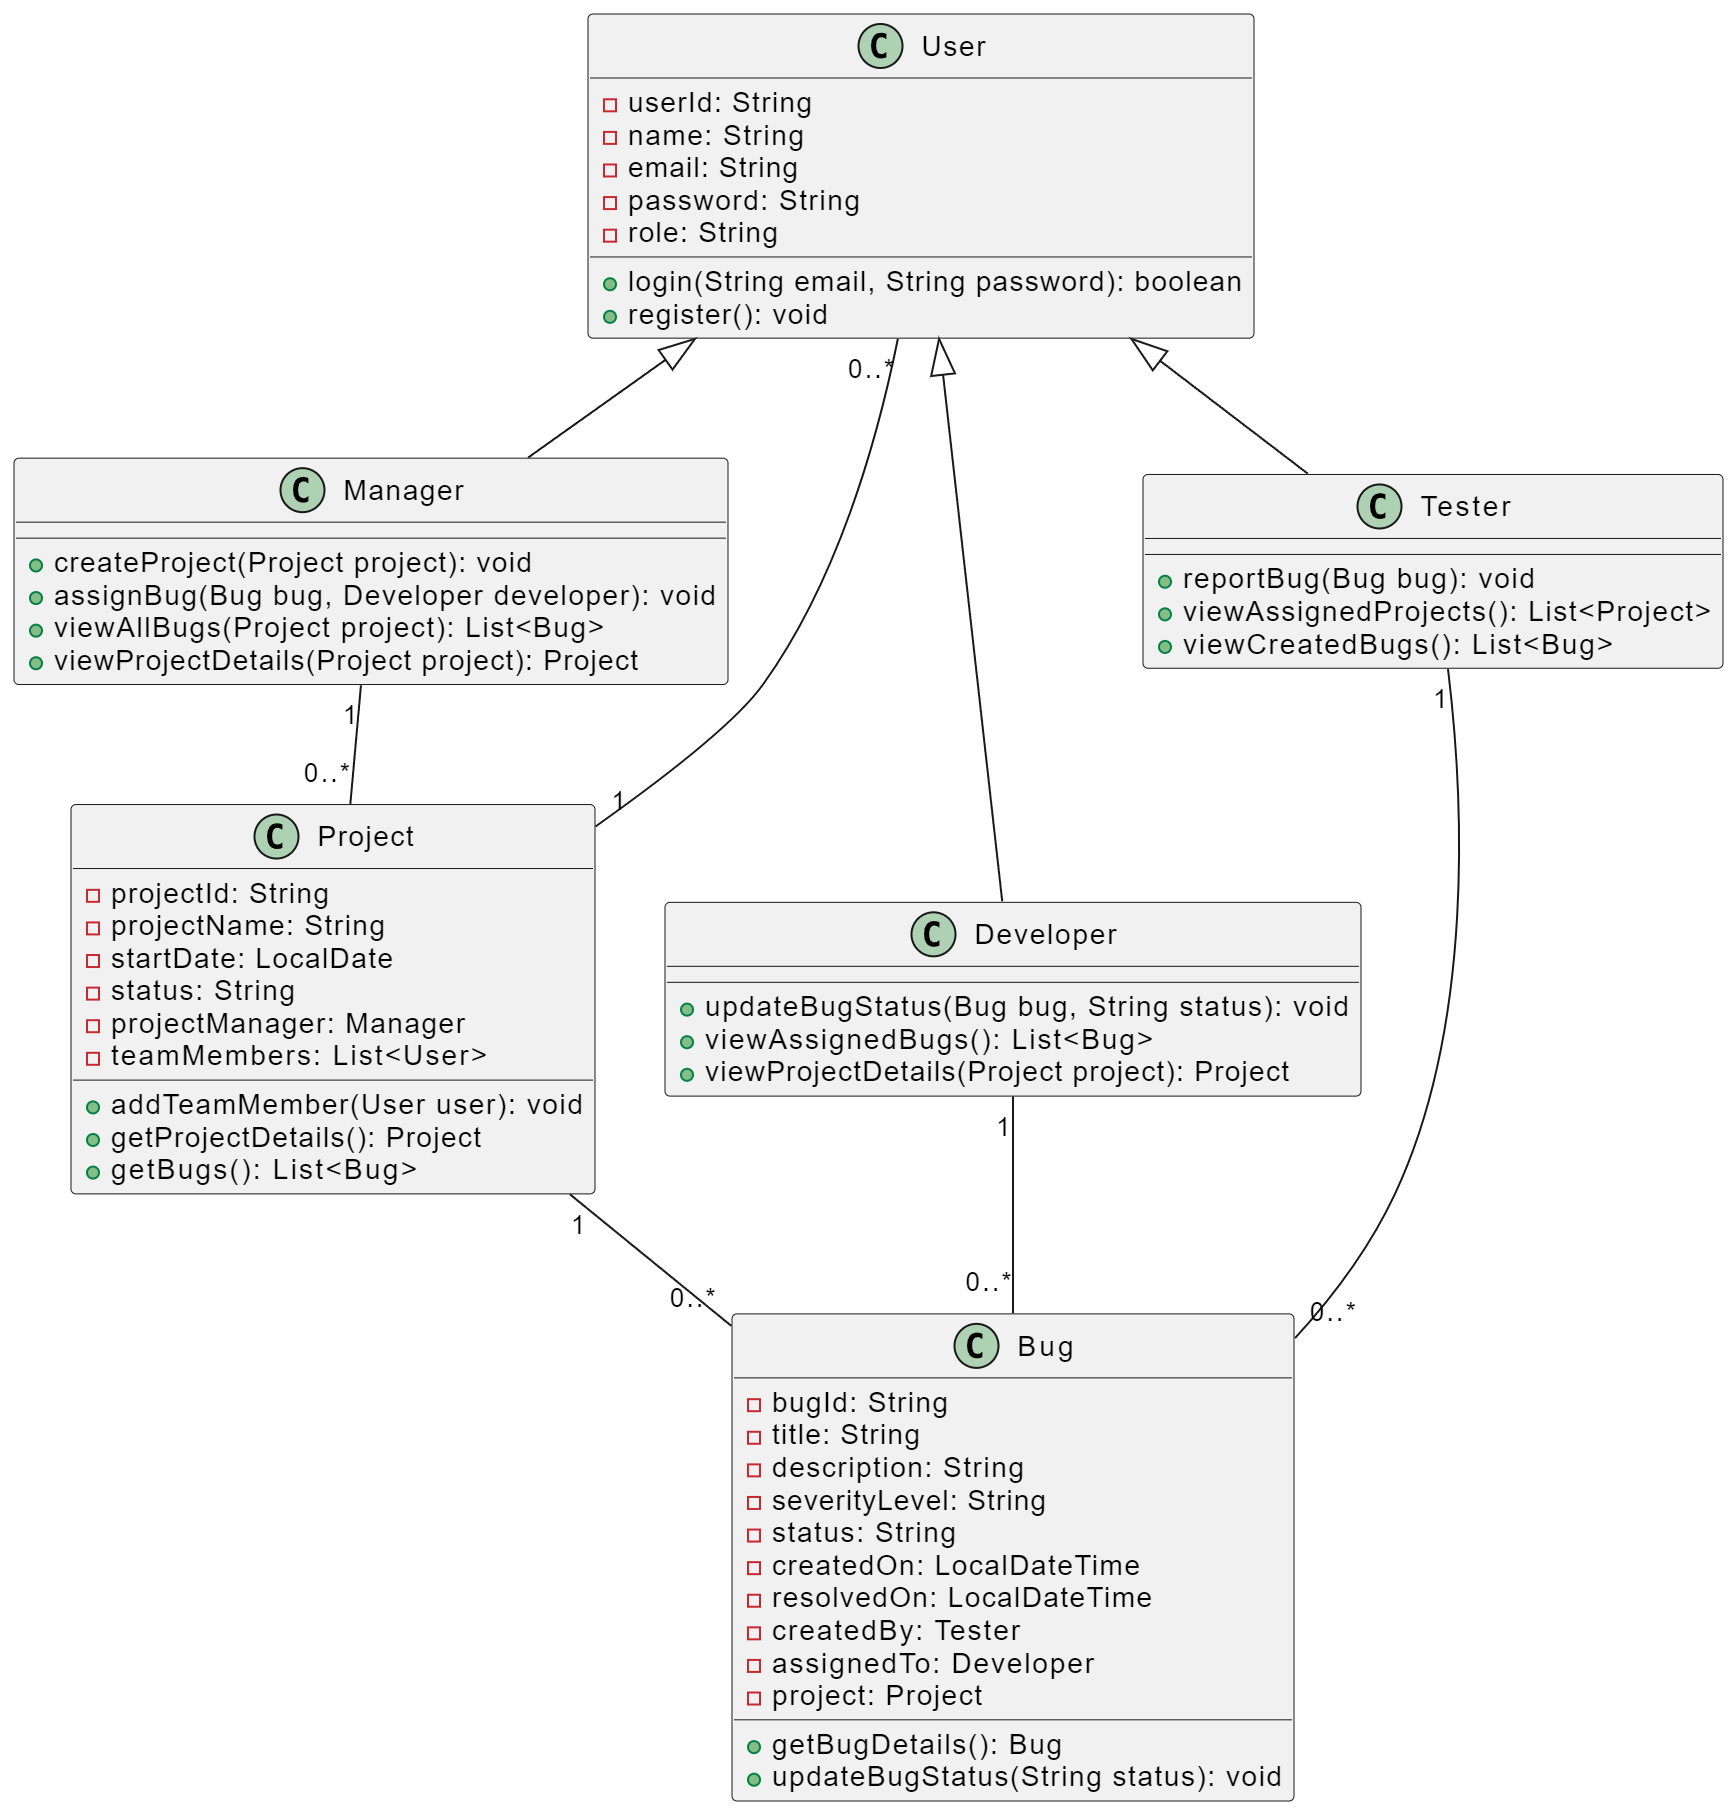 C User
userId: String
name: String
email: String
password: String
role: String
login(String email, String password): boolean
register(): void
0..*
C Manager
createProject(Project project): void
assignBug(Bug bug, Developer developer): void
viewAllBugs(Project project): List<Bug>
viewProjectDetails(Project project): Project
C Tester
reportBug(Bug bug): void
viewAssignedProjects(): List<Project>
viewCreatedBugs(): List<Bug>
1
1
0..*
1
C Project
projectId: String
projectName: String
startDate: LocalDate
status: String
projectManager: Manager
teamMembers: List<User>
addTeamMember(User user): void
getProjectDetails(): Project
getBugs(): List<Bug>
C Developer
updateBugStatus(Bug bug, String status): void
viewAssignedBugs(): List<Bug>
viewProjectDetails(Project project): Project
1
1
0..*
0..*
0..*
C Bug
bugId: String
title: String
description: String
severityLevel: String
status: String
createdOn: LocalDateTime
resolvedOn: LocalDateTime
createdBy: Tester
assignedTo: Developer
project: Project
getBugDetails(): Bug
updateBugStatus(String status): void